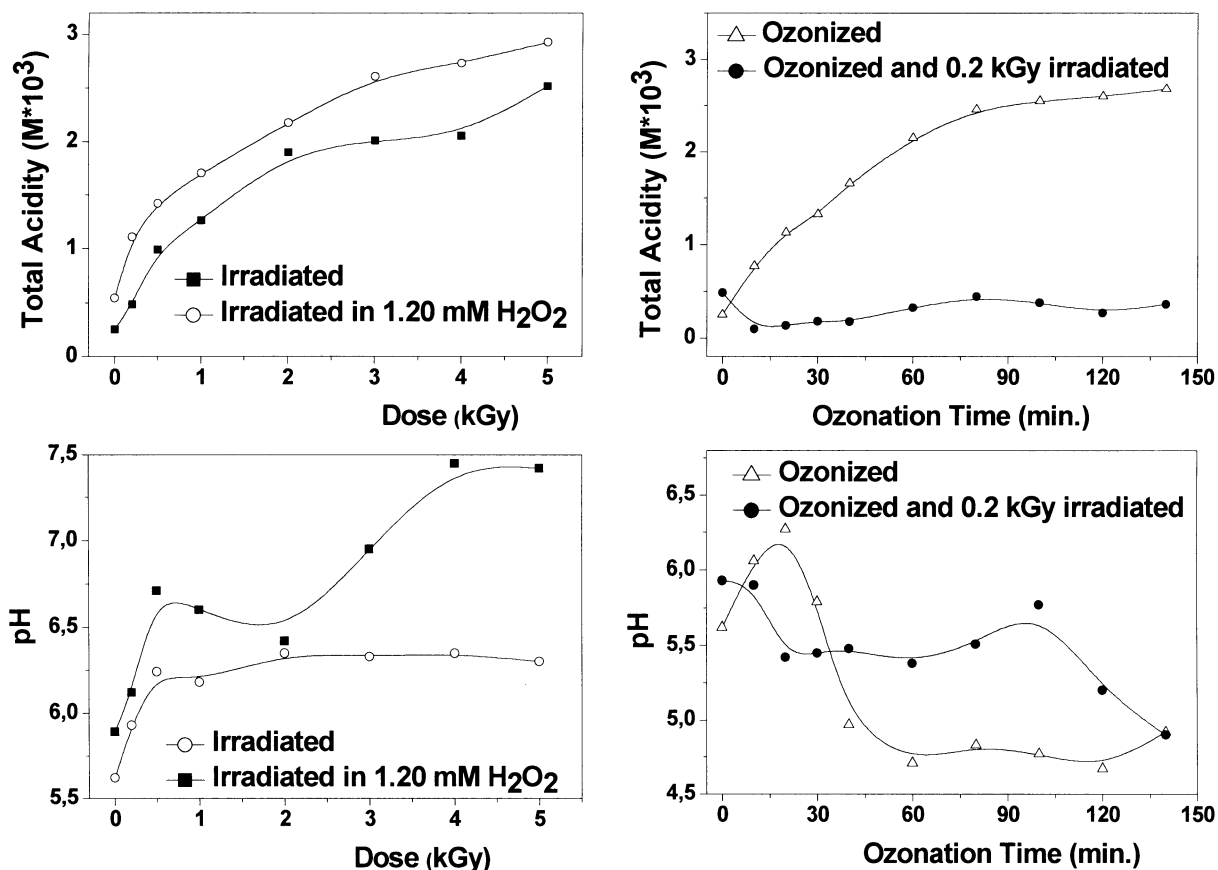 Total Acidity (M*10³)
3
2
1
0
Irradiated
Irradiated in 1.20 mM H₂O₂
0 1 2 3 4 5
Dose (kGy)
Total Acidity (M*10³)
3
2
1
0
Ozonized
Ozonized and 0.2 kGy irradiated
0 30 60 90 120 150
Ozonation Time (min.)
pH
7,5
7,0
6,5
6,0
5,5
Irradiated
Irradiated in 1.20 mM H₂O₂
0 1 2 3 4 5
Dose (kGy)
pH
6,5
6,0
5,5
5,0
4,5
Ozonized
Ozonized and 0.2 kGy irradiated
0 30 60 90 120 150
Ozonation Time (min.)